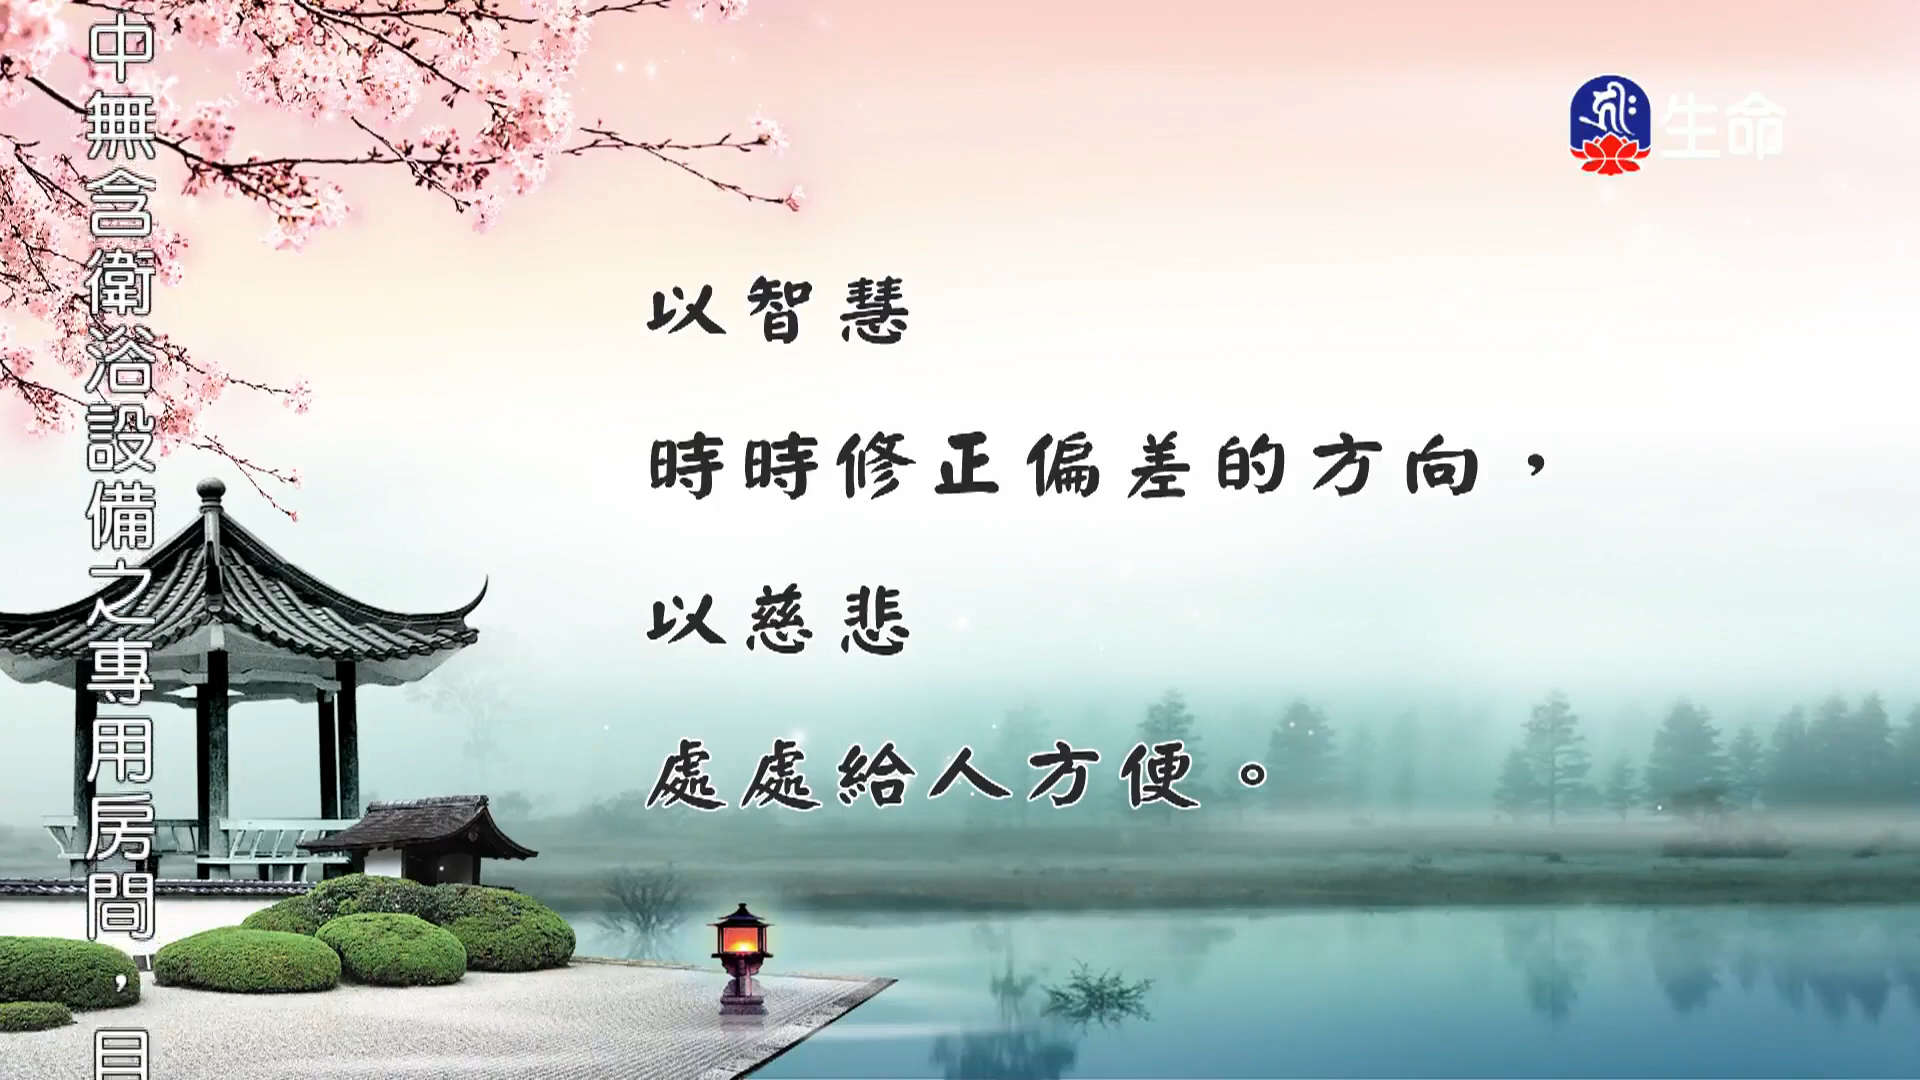 生命
以智慧
時時修正偏差的方向，
以慈悲
處處給人方便。
中無含衛浴設備之專用房間，目